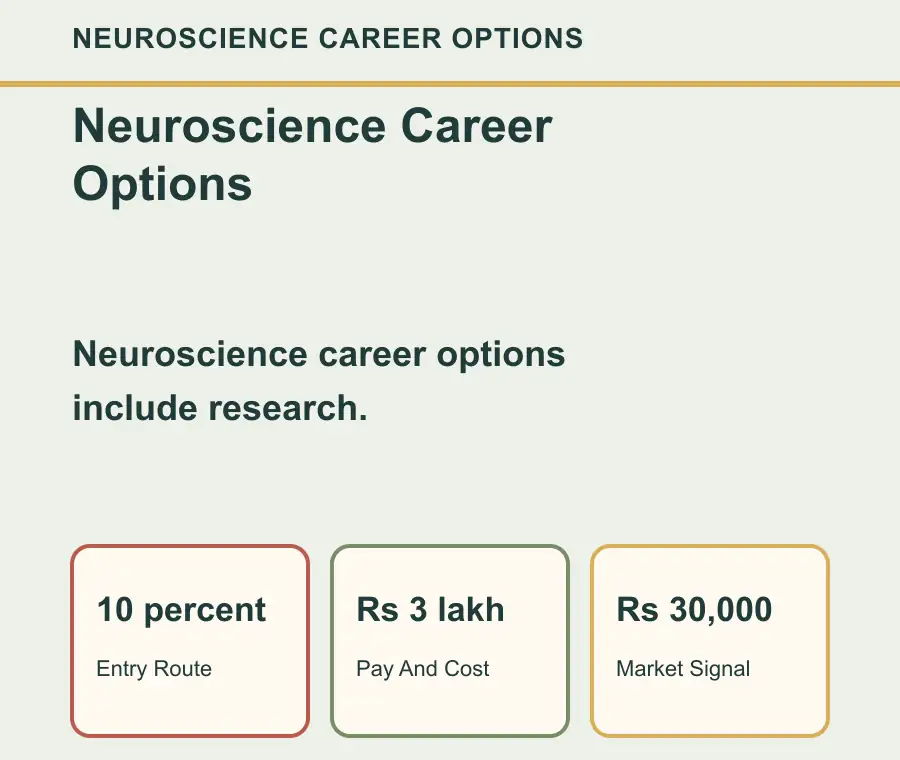 NEUROSCIENCE CAREER OPTIONS
Neuroscience Career
Options
Neuroscience career options
include research.
10 percent
Entry Route
Rs 3 lakh
Pay And Cost
Rs 30,000
Market Signal